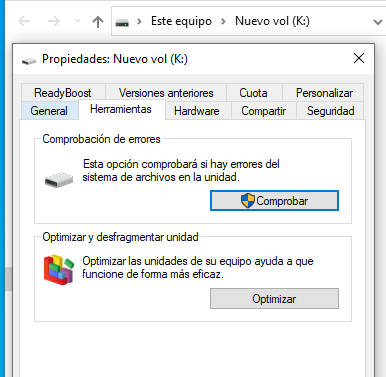 Este equipo > Nuevo vol (K:)
Propiedades: Nuevo vol (K:)
ReadyBoost Versiones anteriores Cuota Personalizar
General Herramientas Hardware Compartir Seguridad
Comprobación de errores
Esta opción comprobará si hay errores del
sistema de archivos en la unidad.
Comprobar
Optimizar y desfragmentar unidad
Optimizar las unidades de su equipo ayuda a que
funcione de forma más eficaz.
Optimizar